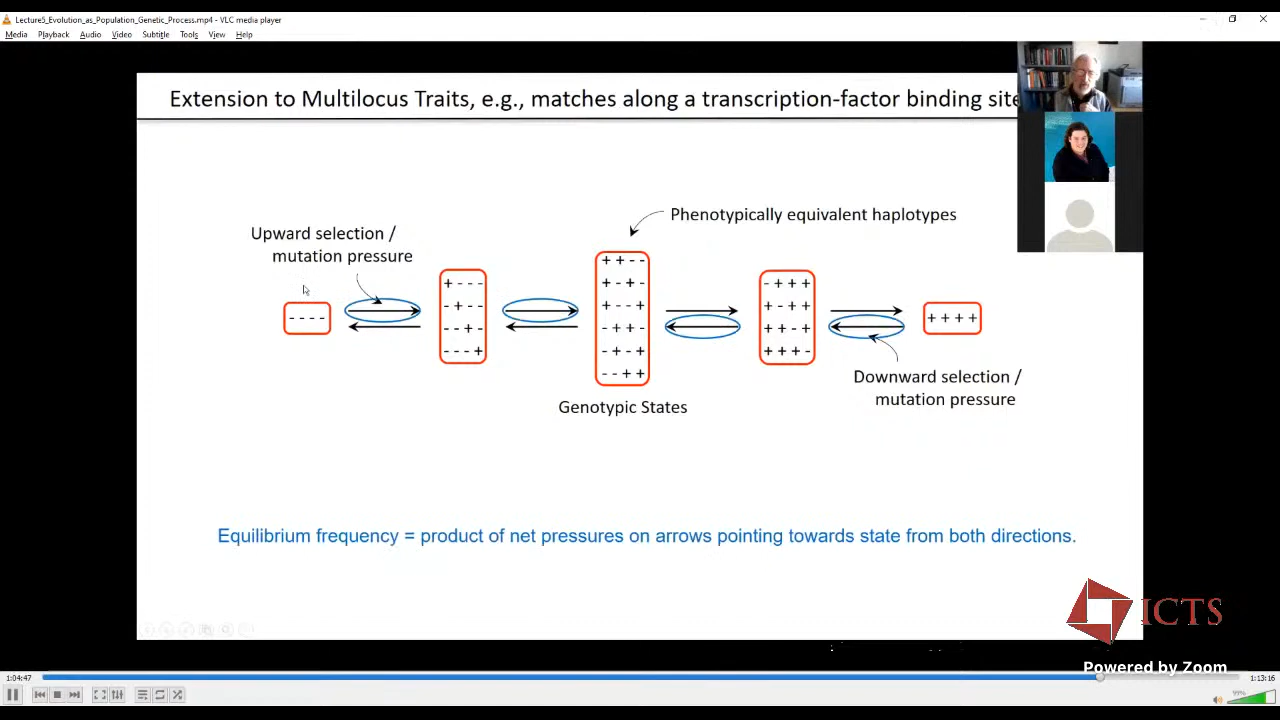 Lecture5_Evolution_as_Population_Genetic_Process.mp4 - VLC media player
Media Playback Audio Video Subtitle Tools View Help
Extension to Multilocus Traits, e.g., matches along a transcription-factor binding site
Phenotypically equivalent haplotypes
Upward selection /
mutation pressure
- - - -
+ - - -
- + - -
- - + -
- - - +
+ + - -
+ - + -
+ - - +
- + + -
- + - +
- - + +
- + + +
+ - + +
+ + - +
+ + + -
+ + + +
Genotypic States
Downward selection /
mutation pressure
Equilibrium frequency = product of net pressures on arrows pointing towards state from both directions.
ICTS
Powered by Zoom
1:04:47
1:13:16
99%